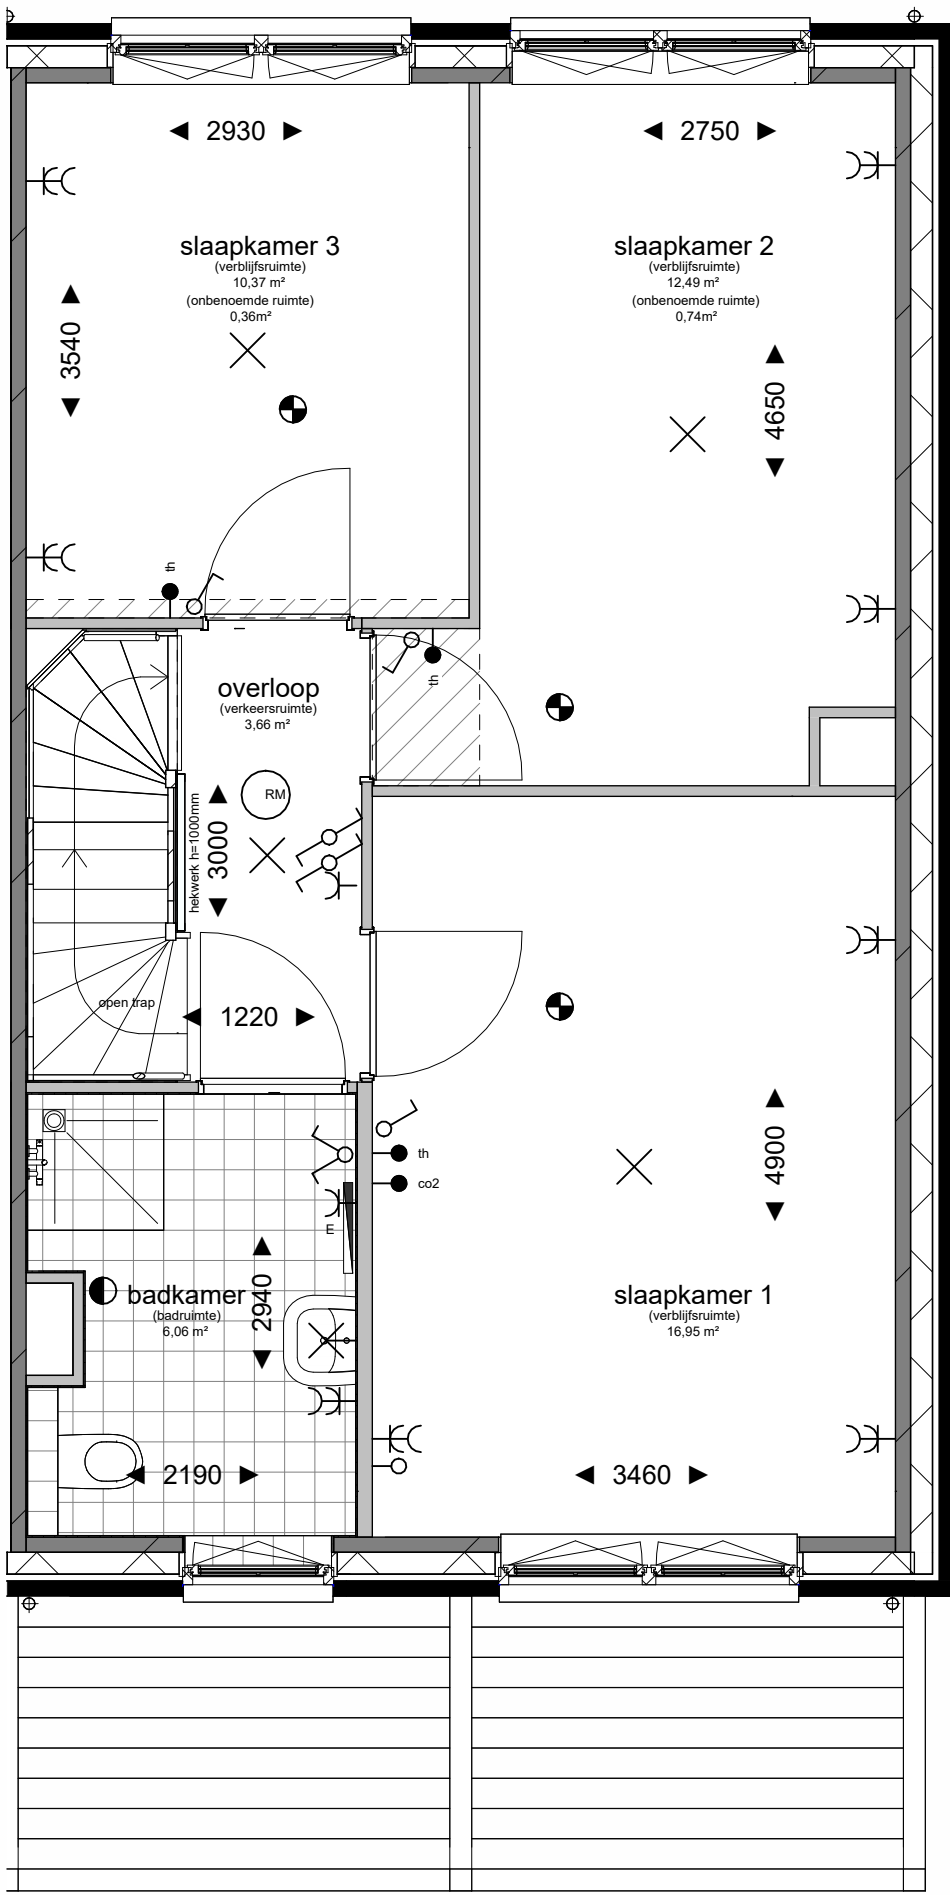 2930
2750
slaapkamer 3
(verblijfsruimte)
10,37 m²
(onbenoemde ruimte)
0,36m²
slaapkamer 2
(verblijfsruimte)
12,49 m²
(onbenoemde ruimte)
0,74m²
3540
4650
th
th
overloop
(verkeersruimte)
3,66 m²
RM
hekwerk h=1000mm
3000
open trap
1220
th
co2
4900
E
badkamer
(badruimte)
6,06 m²
2940
slaapkamer 1
(verblijfsruimte)
16,95 m²
2190
3460